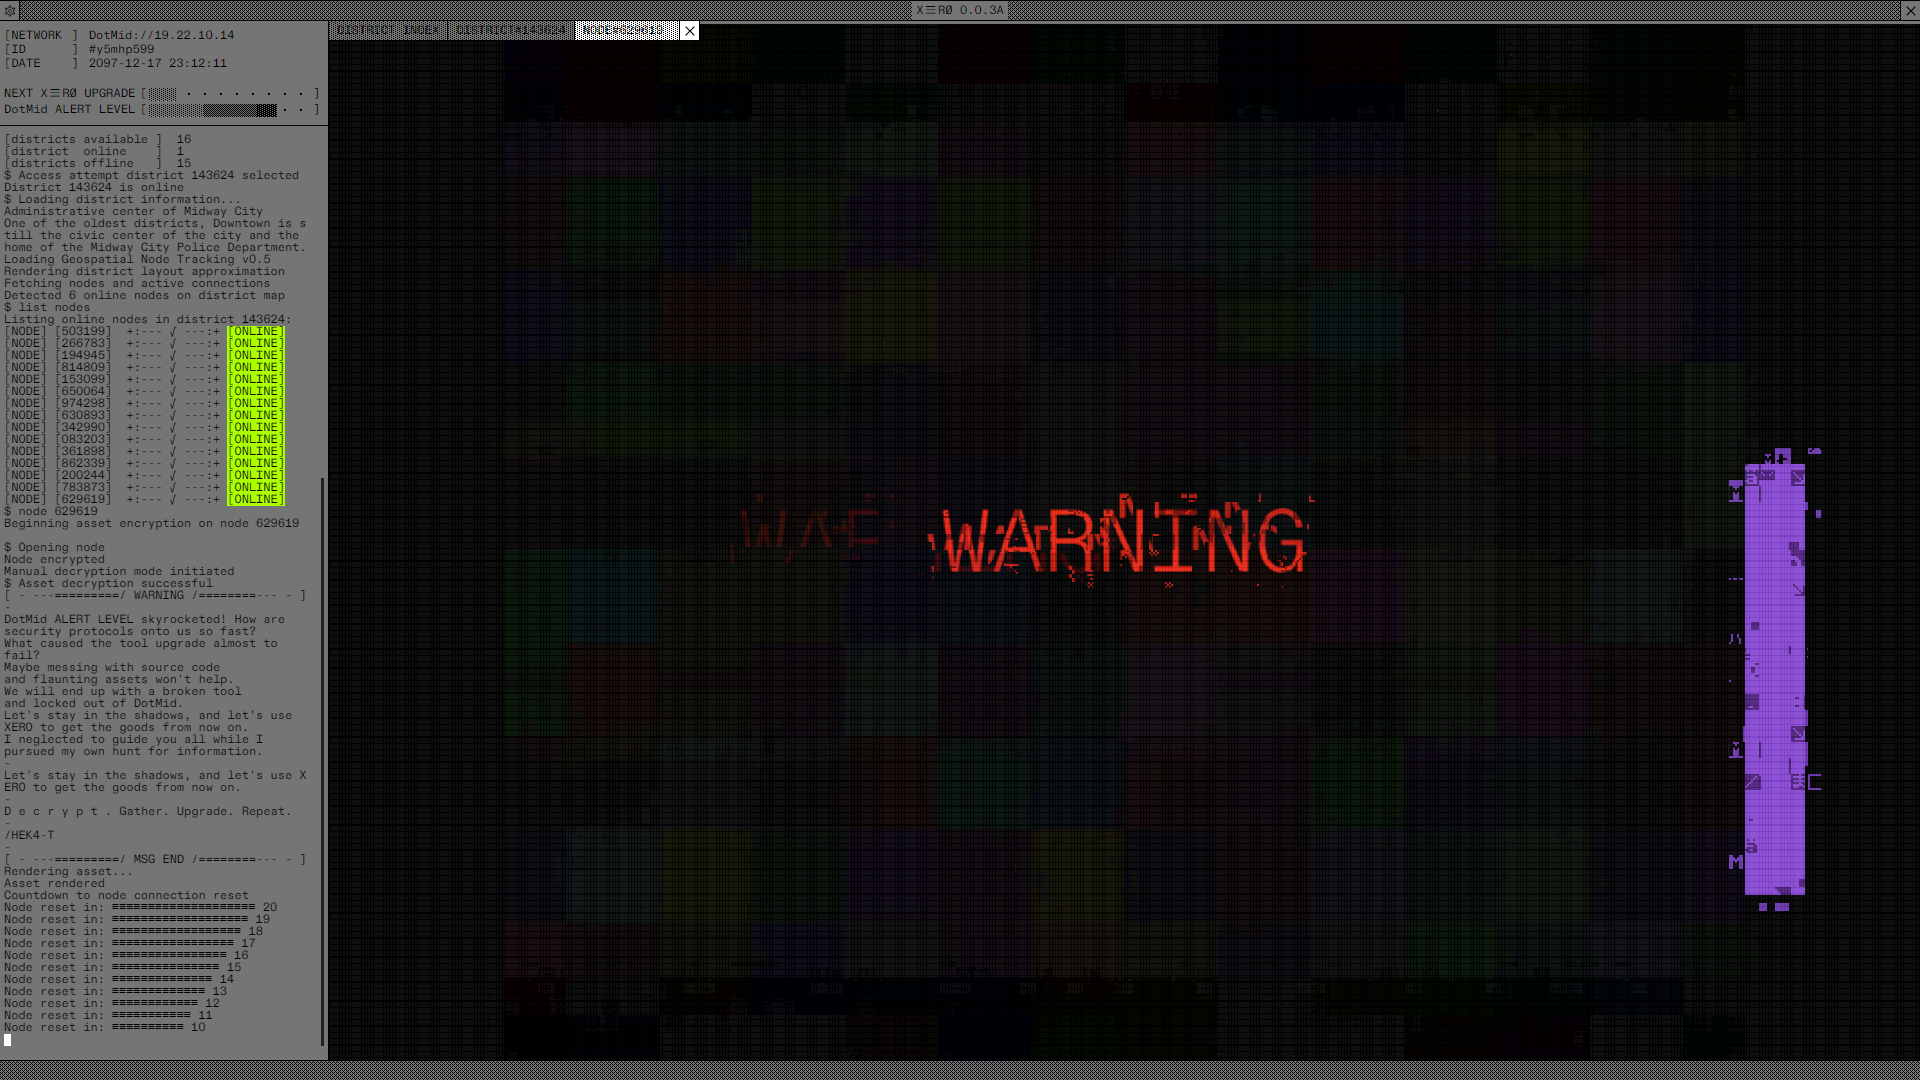 X☰RØ 0.0.3A
[NETWORK ] DotMid://19.22.10.14
[ID ] #y5mhp599
[DATE ] 2097-12-17 23:12:11
NEXT X☰RØ UPGRADE [ ]
DotMid ALERT LEVEL [ ]
DISTRICT INDEX
DISTRICT#143624
NODE#629619
[districts available ] 16
[district online ] 1
[districts offline ] 15
$ Access attempt district 143624 selected
District 143624 is online
$ Loading district information...
Administrative center of Midway City
One of the oldest districts, Downtown is s
till the civic center of the city and the
home of the Midway City Police Department.
Loading Geospatial Node Tracking v0.5
Rendering district layout approximation
Fetching nodes and active connections
Detected 6 online nodes on district map
$ list nodes
Listing online nodes in district 143624:
[NODE] [503199] +:--- √ ---:+ [ONLINE]
[NODE] [266783] +:--- √ ---:+ [ONLINE]
[NODE] [194945] +:--- √ ---:+ [ONLINE]
[NODE] [814809] +:--- √ ---:+ [ONLINE]
[NODE] [153099] +:--- √ ---:+ [ONLINE]
[NODE] [650064] +:--- √ ---:+ [ONLINE]
[NODE] [974298] +:--- √ ---:+ [ONLINE]
[NODE] [630893] +:--- √ ---:+ [ONLINE]
[NODE] [342990] +:--- √ ---:+ [ONLINE]
[NODE] [083203] +:--- √ ---:+ [ONLINE]
[NODE] [361898] +:--- √ ---:+ [ONLINE]
[NODE] [862339] +:--- √ ---:+ [ONLINE]
[NODE] [200244] +:--- √ ---:+ [ONLINE]
[NODE] [783873] +:--- √ ---:+ [ONLINE]
[NODE] [629619] +:--- √ ---:+ [ONLINE]
$ node 629619
Beginning asset encryption on node 629619
$ Opening node
Node encrypted
Manual decryption mode initiated
$ Asset decryption successful
[ - ---=========/ WARNING /========--- - ]
-
DotMid ALERT LEVEL skyrocketed! How are
security protocols onto us so fast?
What caused the tool upgrade almost to
fail?
Maybe messing with source code
and flaunting assets won't help.
We will end up with a broken tool
and locked out of DotMid.
Let's stay in the shadows, and let's use
XERO to get the goods from now on.
I neglected to guide you all while I
pursued my own hunt for information.
-
Let's stay in the shadows, and let's use X
ERO to get the goods from now on.
-
D e c r y p t . Gather. Upgrade. Repeat.
-
/HEK4-T
-
[ - ---=========/ MSG END /========--- - ]
Rendering asset...
Asset rendered
Countdown to node connection reset
Node reset in: ==================== 20
Node reset in: =================== 19
Node reset in: ================== 18
Node reset in: ================= 17
Node reset in: ================ 16
Node reset in: =============== 15
Node reset in: ============== 14
Node reset in: ============= 13
Node reset in: ============ 12
Node reset in: =========== 11
Node reset in: ========== 10
WARNING